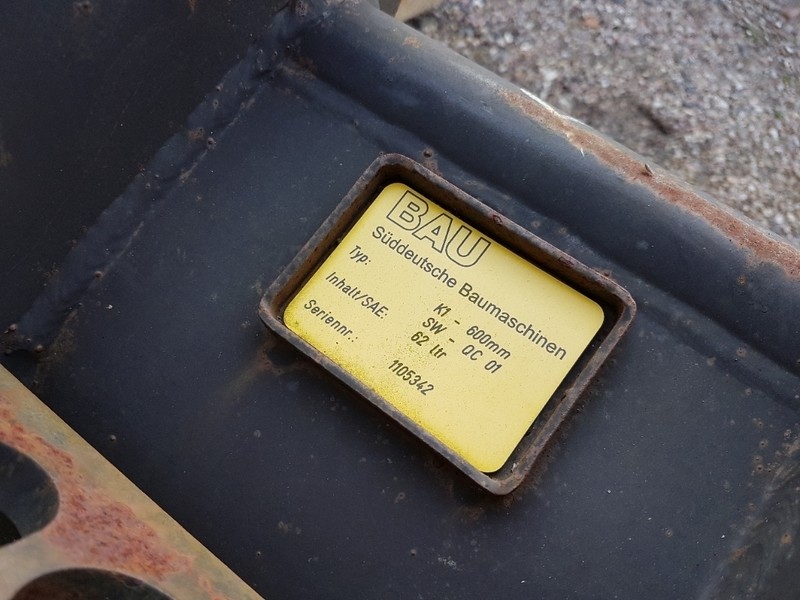 BAU
Süddeutsche Baumaschinen
Typ: K1 - 600mm
SW - QC 01
Inhalt/SAE: 62 ltr
Seriennr.: 1105342